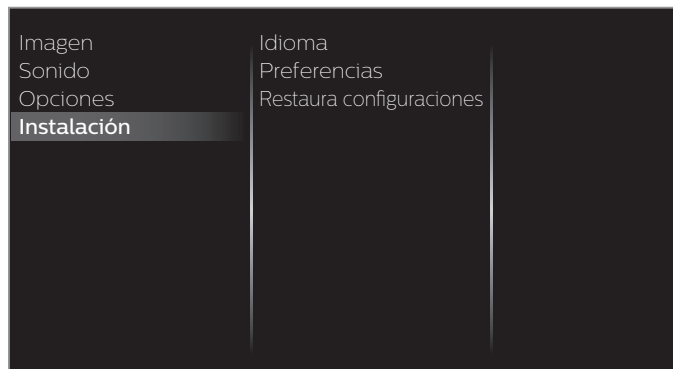 Imagen
Sonido
Opciones
Instalación
Idioma
Preferencias
Restaura configuraciones